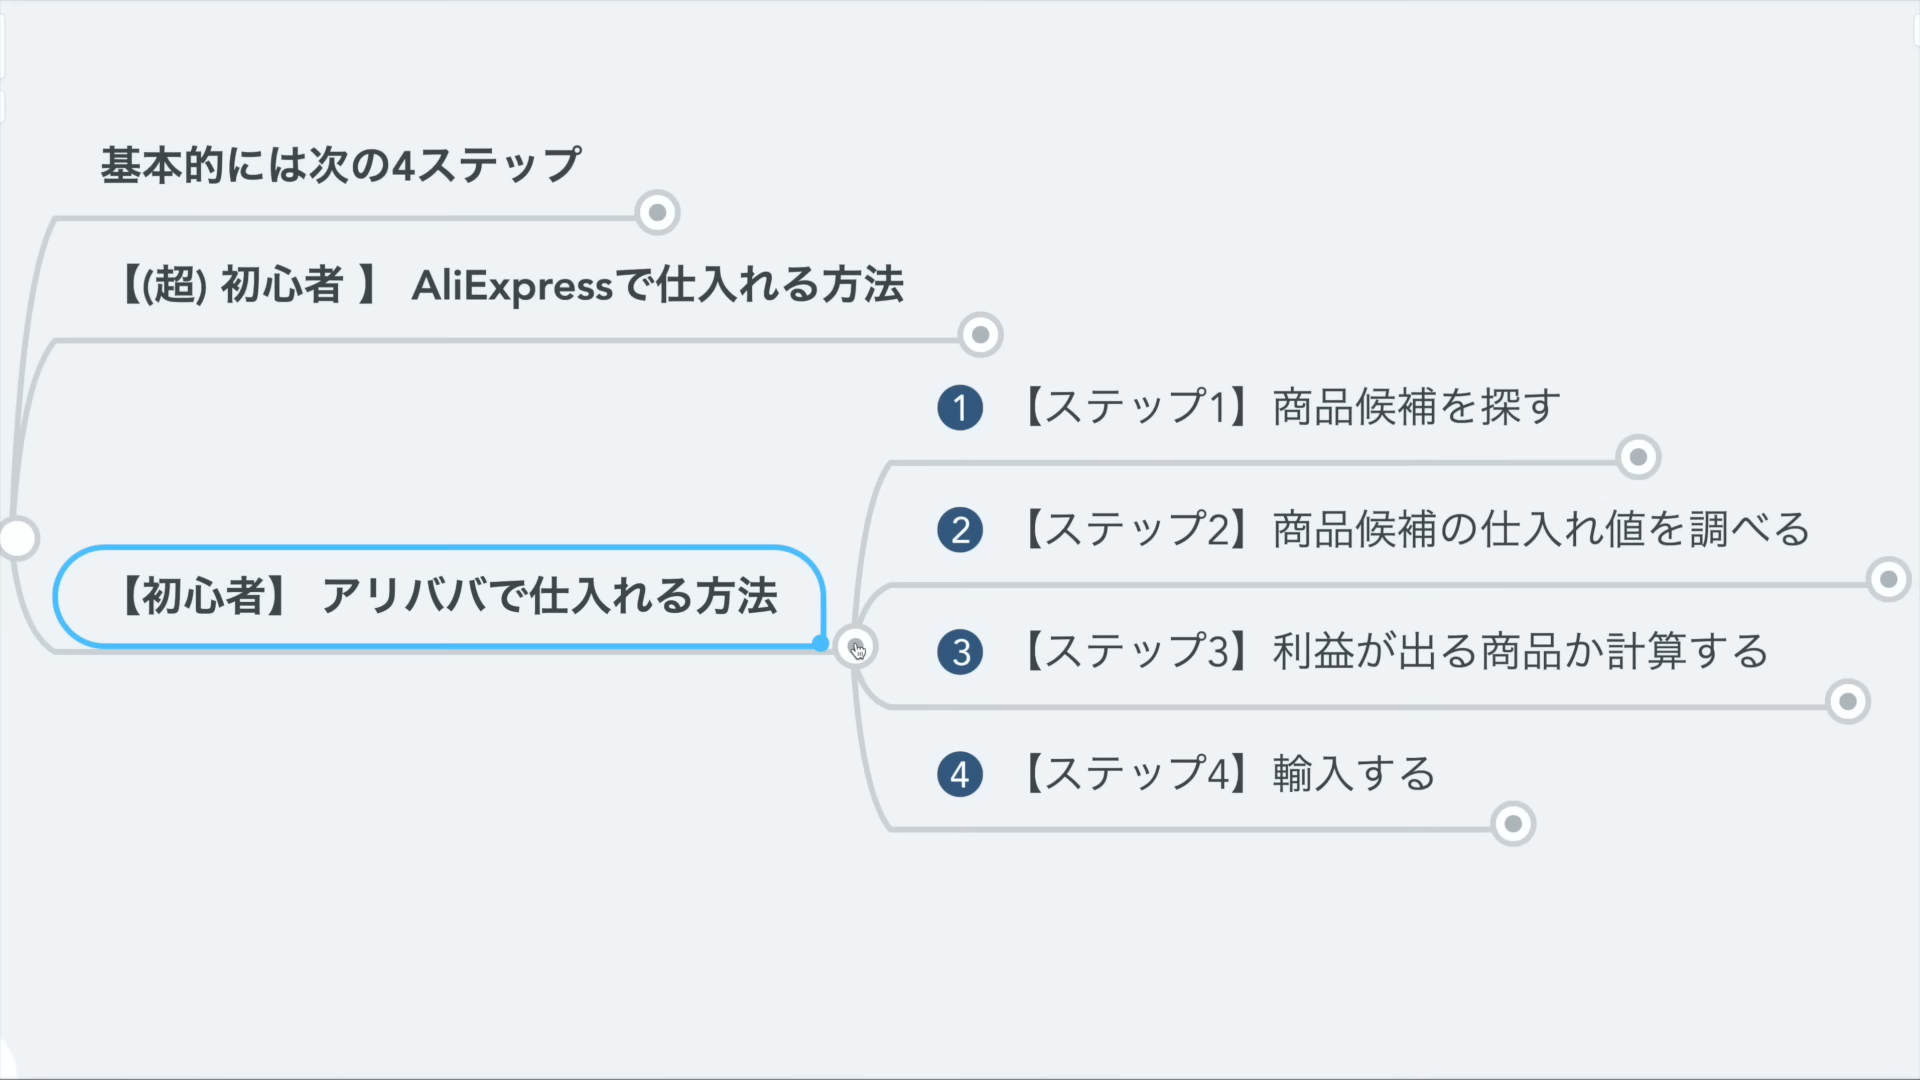 基本的には次の4ステップ
【(超) 初心者 】 AliExpressで仕入れる方法
【初心者】 アリババで仕入れる方法
1 【ステップ1】商品候補を探す
2 【ステップ2】商品候補の仕入れ値を調べる
3 【ステップ3】利益が出る商品か計算する
4 【ステップ4】輸入する